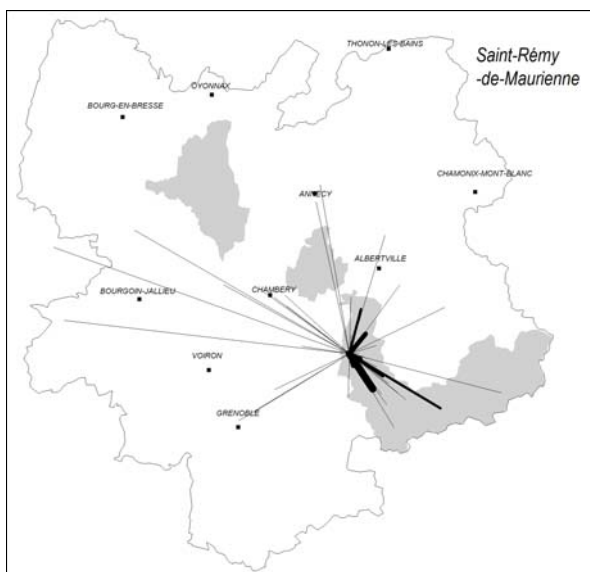 THONON-LES-BAINS
Saint-Rémy
-de-Maurienne
OYONNAX
BOURG-EN-BRESSE
CHAMONIX-MONT-BLANC
ANNECY
ALBERTVILLE
CHAMBERY
BOURGOIN-JALLIEU
VOIRON
GRENOBLE